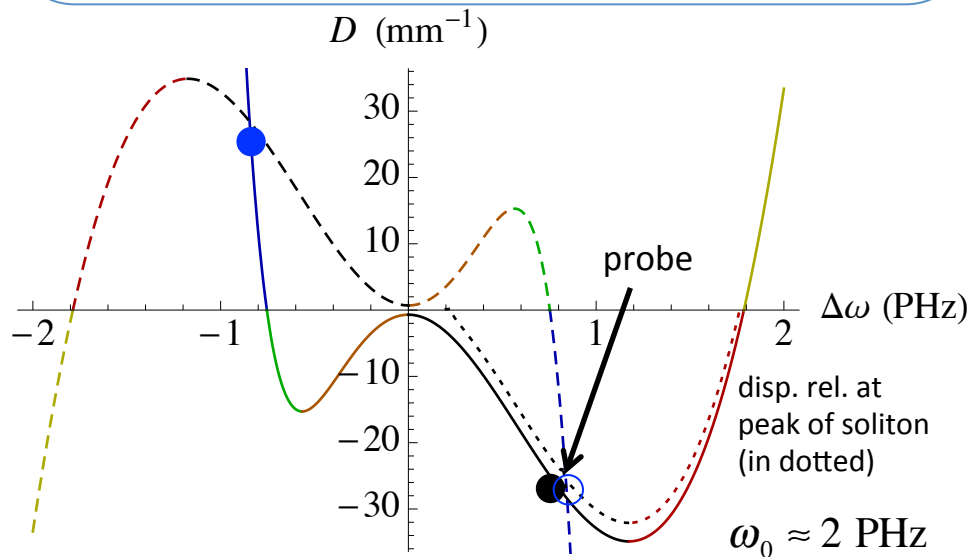 D (mm⁻¹)
30
20
10
probe
−2
−1
1
2
Δω (PHz)
−10
−20
−30
disp. rel. at
peak of soliton
(in dotted)
ω₀ ≈ 2 PHz